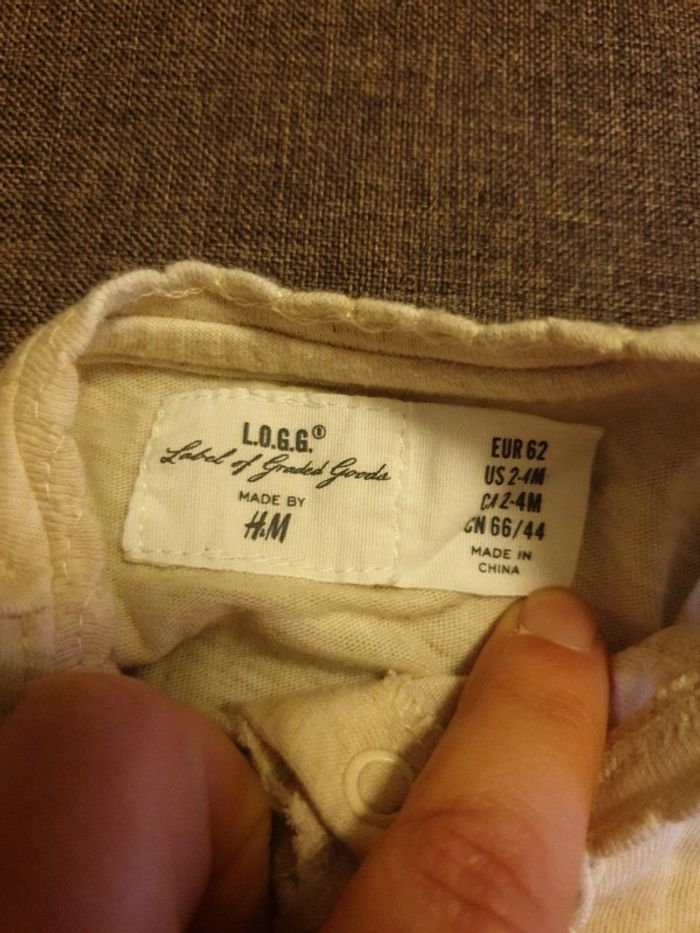 L.O.G.G.®
Label of Graded Goods
MADE BY
H&M
EUR 62
US 2-4M
CA 2-4M
CN 66/44
MADE IN
CHINA